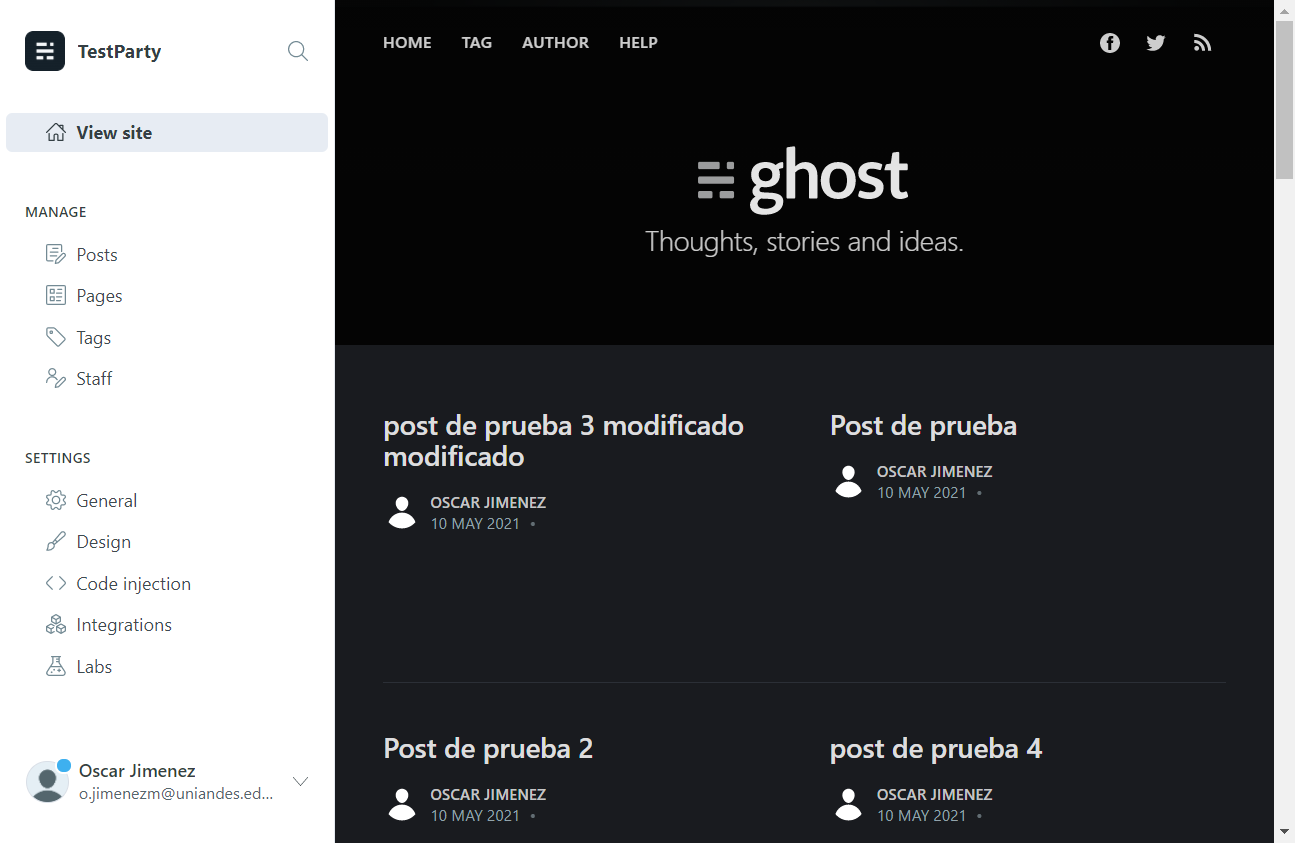 TestParty
View site
MANAGE
Posts
Pages
Tags
Staff
SETTINGS
General
Design
Code injection
Integrations
Labs
Oscar Jimenez
o.jimenezm@uniandes.ed...
HOME TAG AUTHOR HELP
ghost
Thoughts, stories and ideas.
post de prueba 3 modificado
modificado
OSCAR JIMENEZ
10 MAY 2021 •
Post de prueba
OSCAR JIMENEZ
10 MAY 2021 •
Post de prueba 2
OSCAR JIMENEZ
10 MAY 2021 •
post de prueba 4
OSCAR JIMENEZ
10 MAY 2021 •